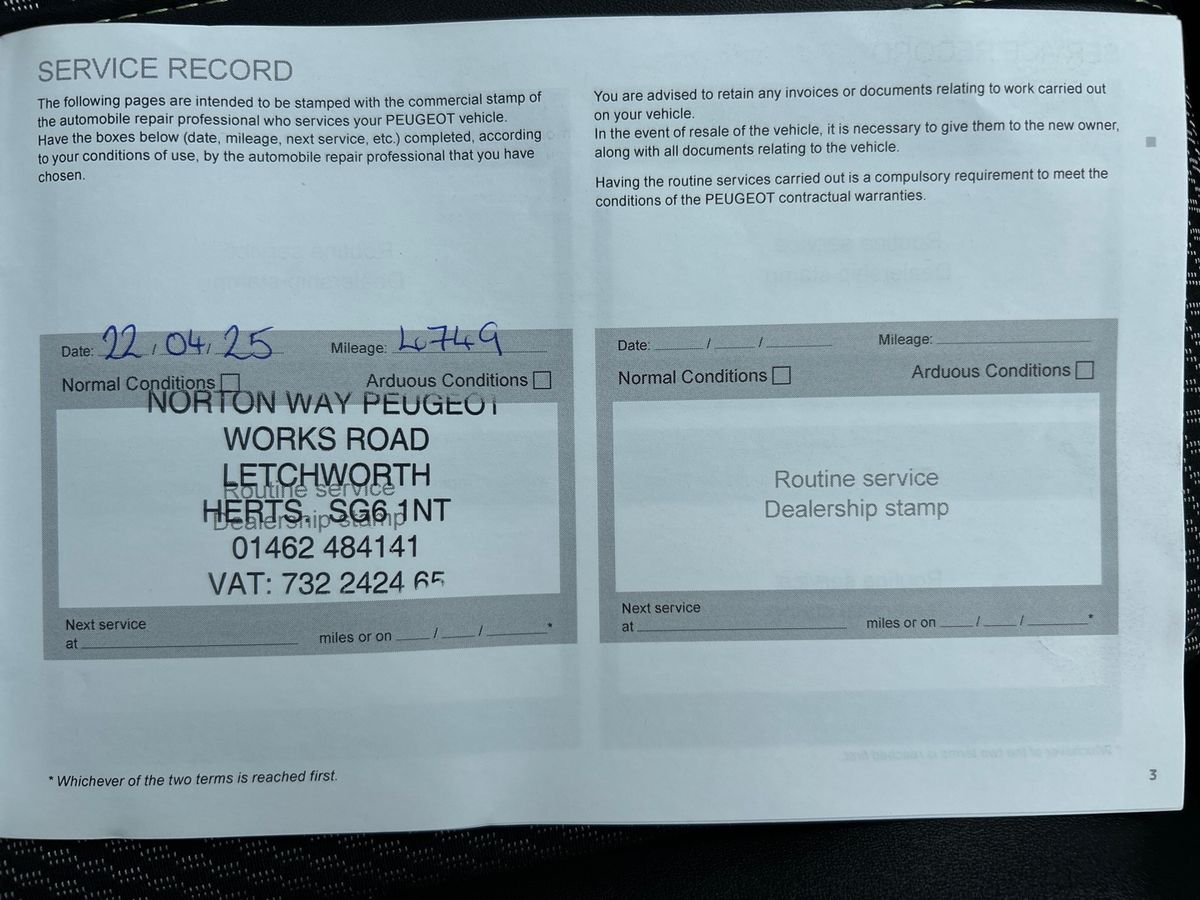 SERVICE RECORD
The following pages are intended to be stamped with the commercial stamp of
the automobile repair professional who services your PEUGEOT vehicle.
Have the boxes below (date, mileage, next service, etc.) completed, according
to your conditions of use, by the automobile repair professional that you have
chosen.
You are advised to retain any invoices or documents relating to work carried out
on your vehicle.
In the event of resale of the vehicle, it is necessary to give them to the new owner,
along with all documents relating to the vehicle.
Having the routine services carried out is a compulsory requirement to meet the
conditions of the PEUGEOT contractual warranties.
Date: 22 / 04 / 25 Mileage: 4749
Normal Conditions Arduous Conditions
NORTON WAY PEUGEOT
WORKS ROAD
LETCHWORTH
Routine service
HERTS. SG6 1NT
Dealership stamp
01462 484141
VAT: 732 2424 65
Next service
at miles or on / / *
Date: / / Mileage:
Normal Conditions Arduous Conditions
Routine service
Dealership stamp
Next service
at miles or on / / *
* Whichever of the two terms is reached first.
3